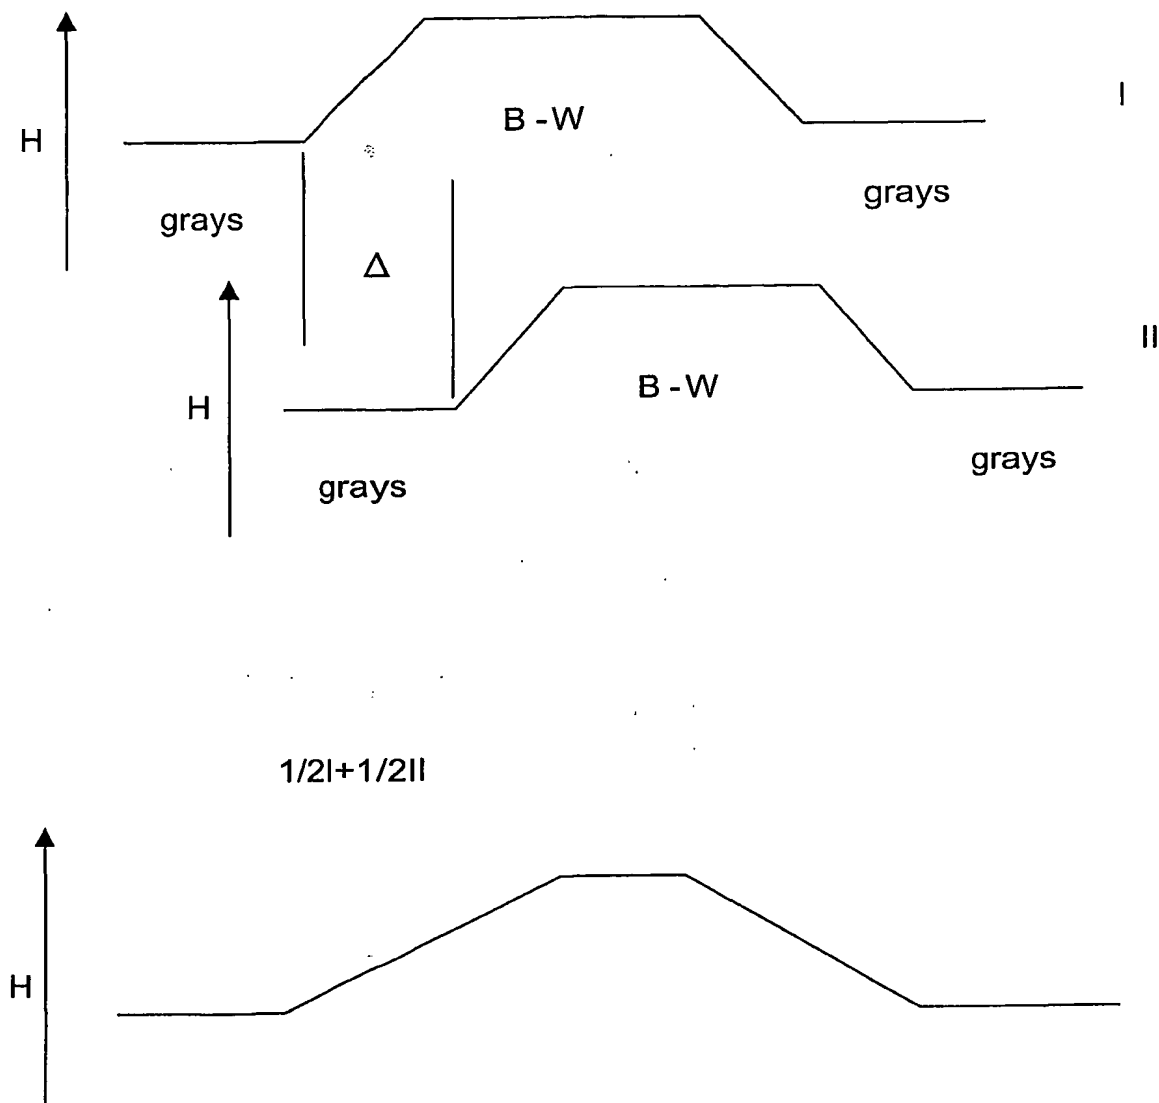 I
B - W
H
grays
grays
Δ
II
B - W
H
grays
grays
1/2I+1/2II
H